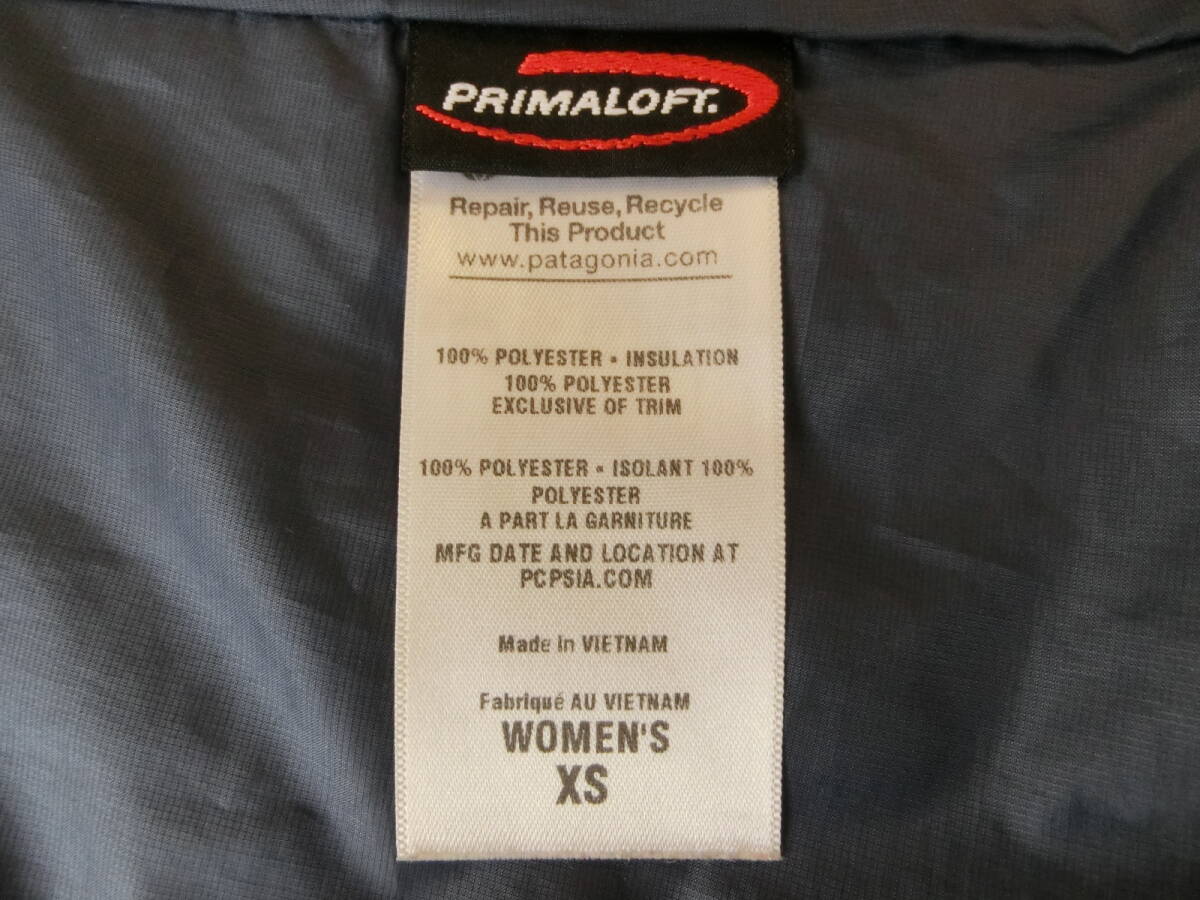 PRIMALOFT.
Repair, Reuse, Recycle
This Product
www.patagonia.com
100% POLYESTER • INSULATION
100% POLYESTER
EXCLUSIVE OF TRIM
100% POLYESTER • ISOLANT 100%
POLYESTER
A PART LA GARNITURE
MFG DATE AND LOCATION AT
PCPSIA.COM
Made in VIETNAM
Fabriqué AU VIETNAM
WOMEN'S
XS